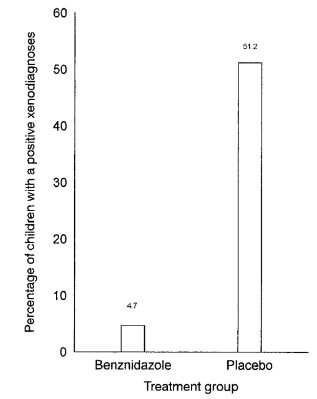 Percentage of children with a positive xenodiagnoses
60
50
40
30
20
10
0
4.7
51.2
Benznidazole
Placebo
Treatment group